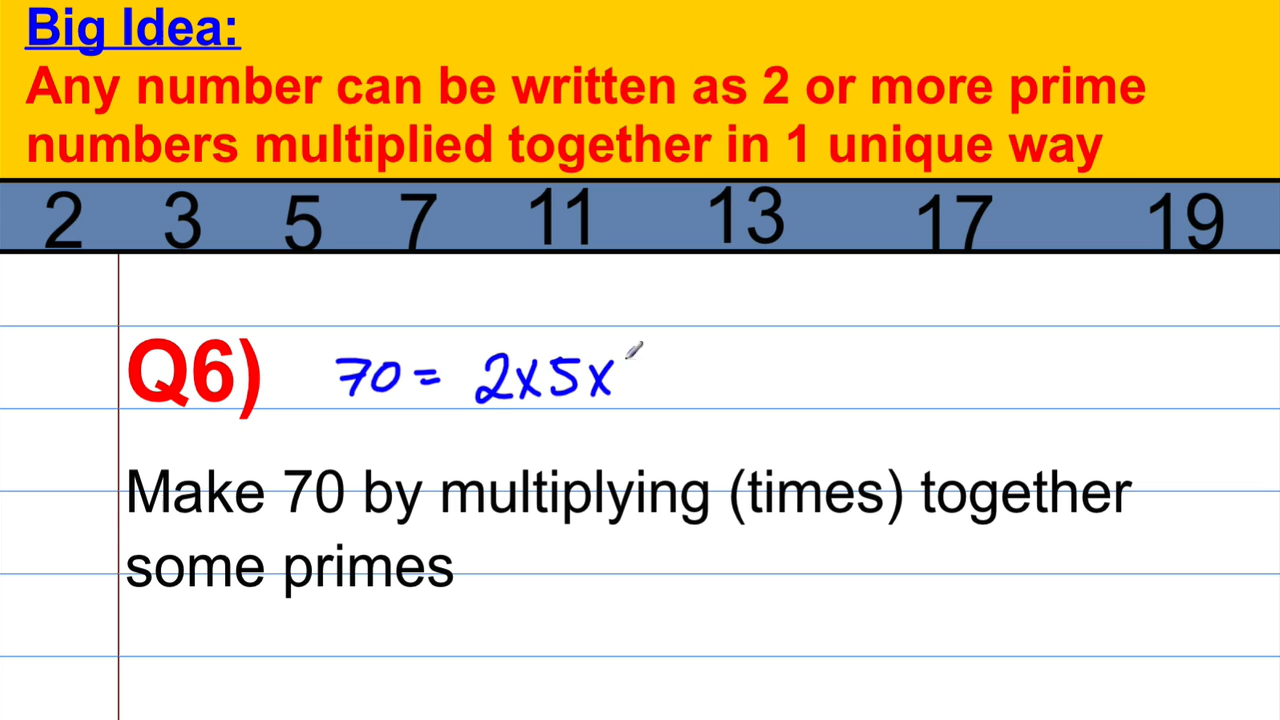 Big Idea:
Any number can be written as 2 or more prime
numbers multiplied together in 1 unique way
2 3 5 7 11 13 17 19
Q6) 70 = 2x5x
Make 70 by multiplying (times) together
some primes